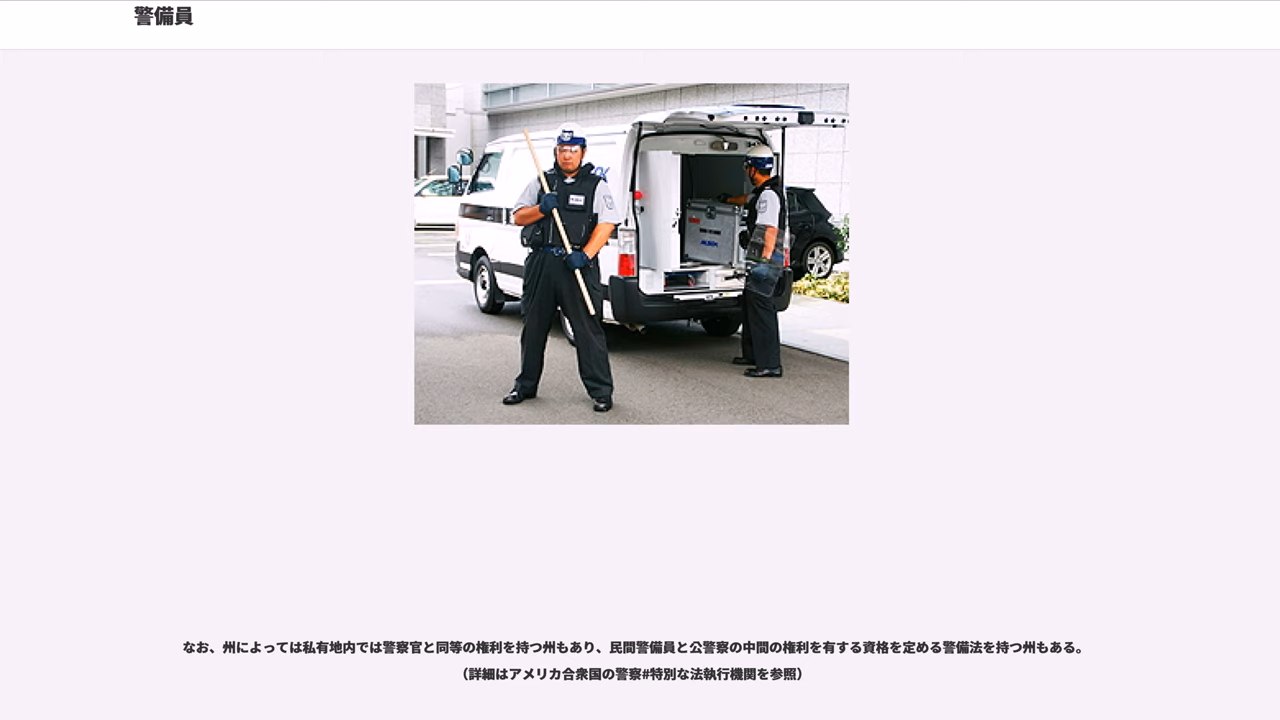 警備員
なお、州によっては私有地内では警察官と同等の権利を持つ州もあり、民間警備員と公警察の中間の権利を有する資格を定める警備法を持つ州もある。
（詳細はアメリカ合衆国の警察#特別な法執行機関を参照）